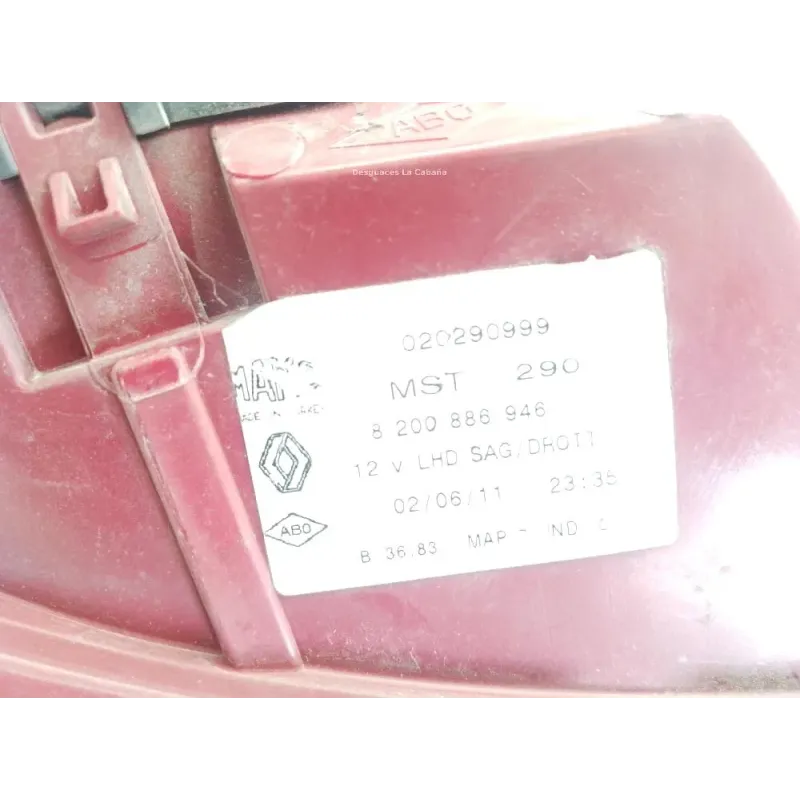 ABO
Desguaces La Cabaña
020290999
MST 290
8 200 886 946
12 V LHD SAG/DROIT
02/06/11 23:35
ABO
B 36.83 MAP - IND